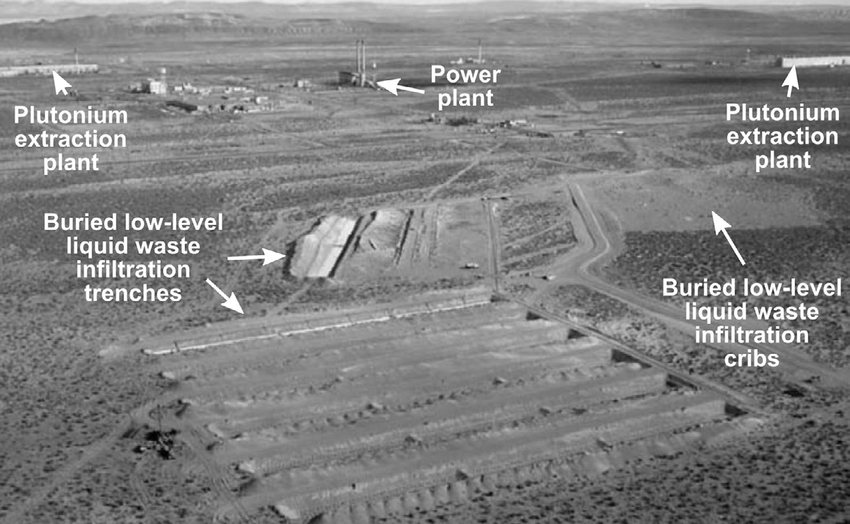 Power
plant
Plutonium
extraction
plant
Plutonium
extraction
plant
Buried low-level
liquid waste
infiltration
trenches
Buried low-level
liquid waste
infiltration
cribs